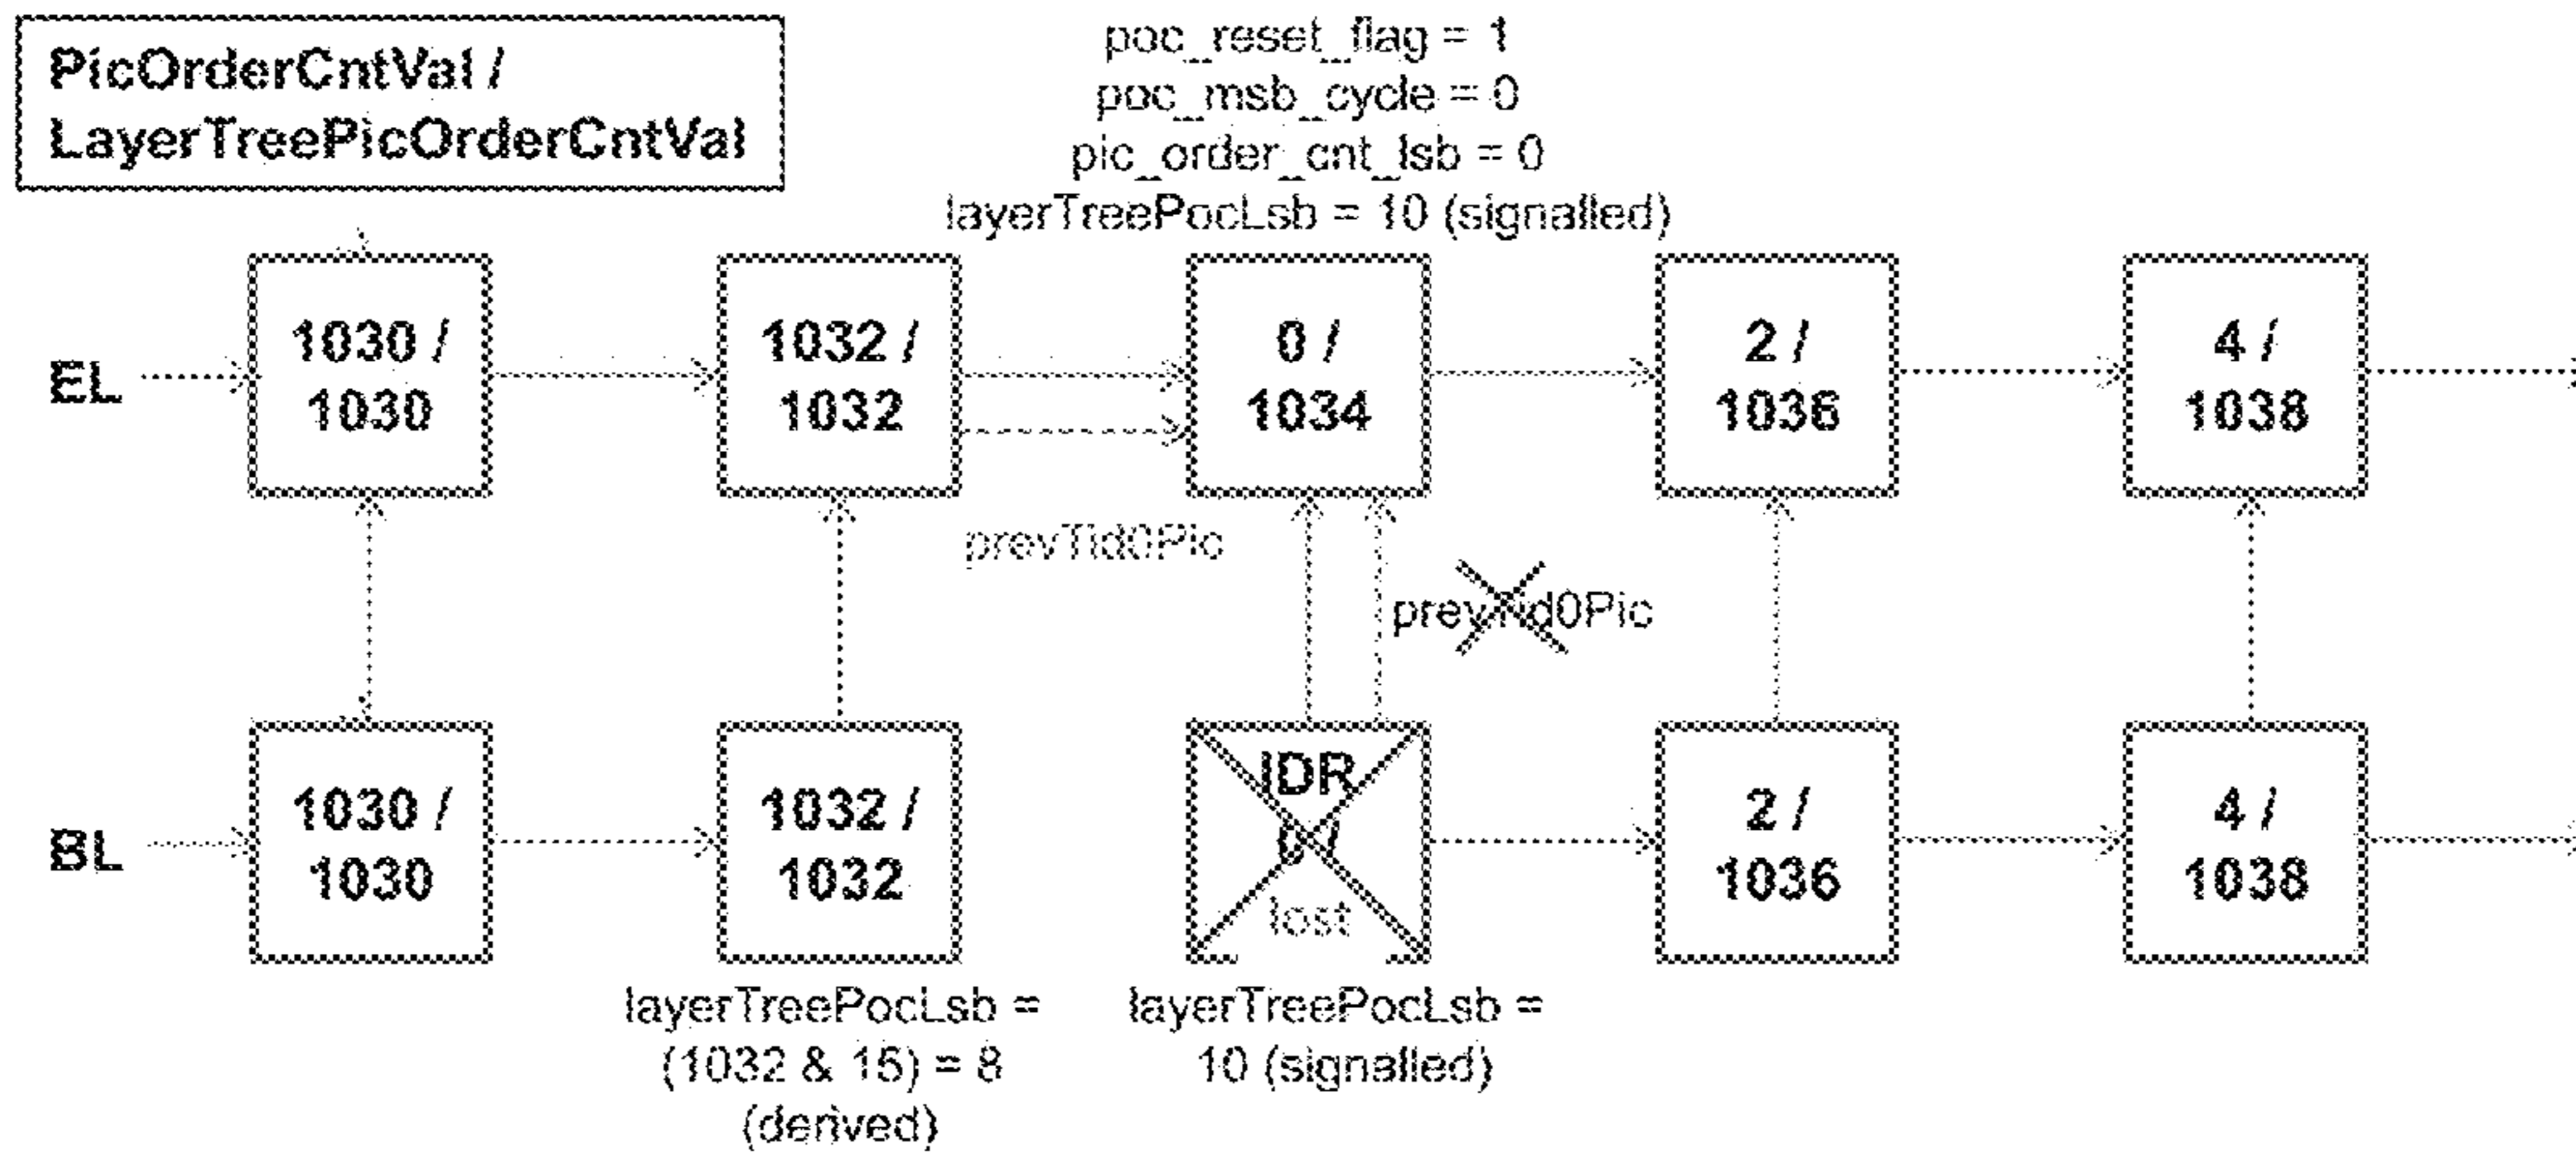 PicOrderCntVal /
LayerTreePicOrderCntVal
poc_reset_flag = 1
poc_msb_cycle = 0
pic_order_cnt_lsb = 0
layerTreePocLsb = 10 (signalled)
EL
1030 /
1030
1032 /
1032
0 /
1034
2 /
1036
4 /
1038
prevTid0Pic
prevTid0Pic
BL
1030 /
1030
1032 /
1032
IDR
0 /
lost
2 /
1036
4 /
1038
layerTreePocLsb =
(1032 & 15) = 8
(derived)
layerTreePocLsb =
10 (signalled)